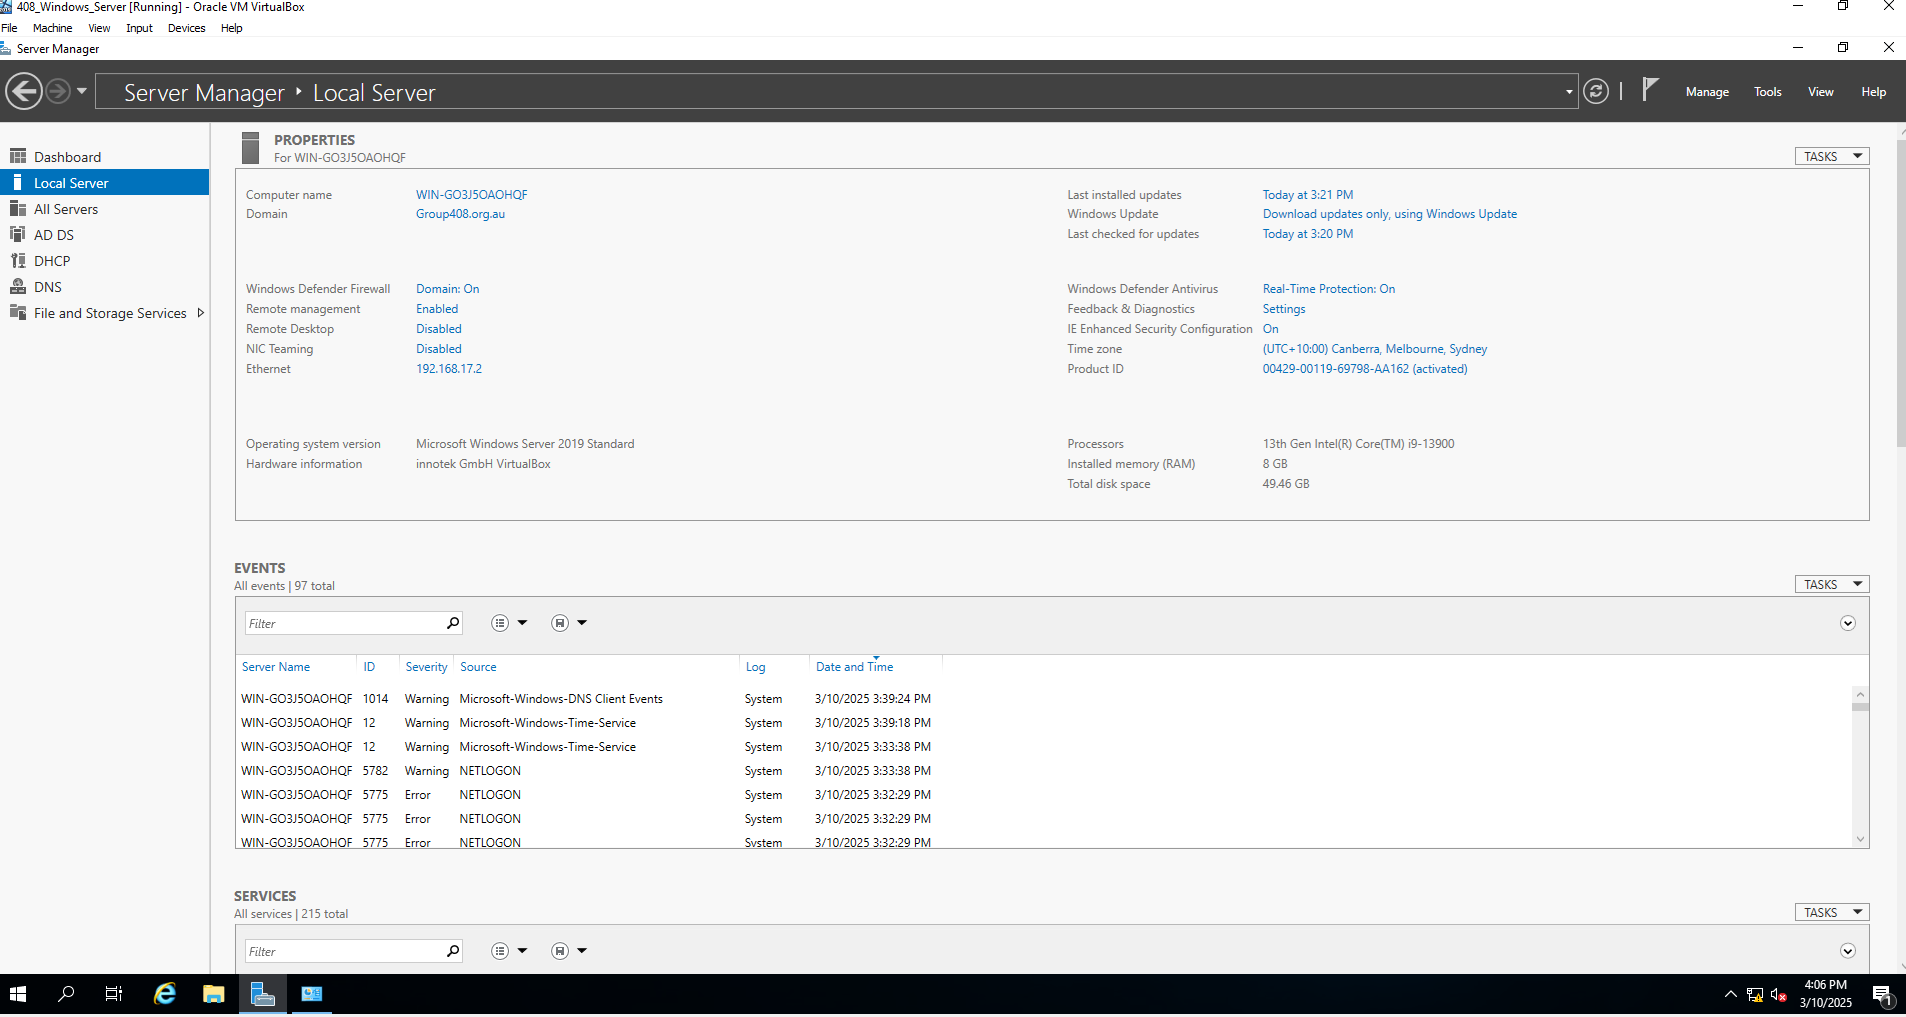 408_Windows_Server [Running] - Oracle VM VirtualBox
File Machine View Input Devices Help
Server Manager
Server Manager Local Server
Manage Tools View Help
Dashboard
Local Server
All Servers
AD DS
DHCP
DNS
File and Storage Services
PROPERTIES
For WIN-GO3J5OAOHQF
TASKS
Computer name WIN-GO3J5OAOHQF
Domain Group408.org.au
Last installed updates Today at 3:21 PM
Windows Update Download updates only, using Windows Update
Last checked for updates Today at 3:20 PM
Windows Defender Firewall Domain: On
Remote management Enabled
Remote Desktop Disabled
NIC Teaming Disabled
Ethernet 192.168.17.2
Windows Defender Antivirus Real-Time Protection: On
Feedback & Diagnostics Settings
IE Enhanced Security Configuration On
Time zone (UTC+10:00) Canberra, Melbourne, Sydney
Product ID 00429-00119-69798-AA162 (activated)
Operating system version Microsoft Windows Server 2019 Standard
Hardware information innotek GmbH VirtualBox
Processors 13th Gen Intel(R) Core(TM) i9-13900
Installed memory (RAM) 8 GB
Total disk space 49.46 GB
EVENTS
All events | 97 total
TASKS
Filter
Server Name ID Severity Source Log Date and Time
WIN-GO3J5OAOHQF 1014 Warning Microsoft-Windows-DNS Client Events System 3/10/2025 3:39:24 PM
WIN-GO3J5OAOHQF 12 Warning Microsoft-Windows-Time-Service System 3/10/2025 3:39:18 PM
WIN-GO3J5OAOHQF 12 Warning Microsoft-Windows-Time-Service System 3/10/2025 3:33:38 PM
WIN-GO3J5OAOHQF 5782 Warning NETLOGON System 3/10/2025 3:33:38 PM
WIN-GO3J5OAOHQF 5775 Error NETLOGON System 3/10/2025 3:32:29 PM
WIN-GO3J5OAOHQF 5775 Error NETLOGON System 3/10/2025 3:32:29 PM
WIN-GO3J5OAOHQF 5775 Error NETLOGON System 3/10/2025 3:32:29 PM
SERVICES
All services | 215 total
TASKS
Filter
4:06 PM
3/10/2025
1